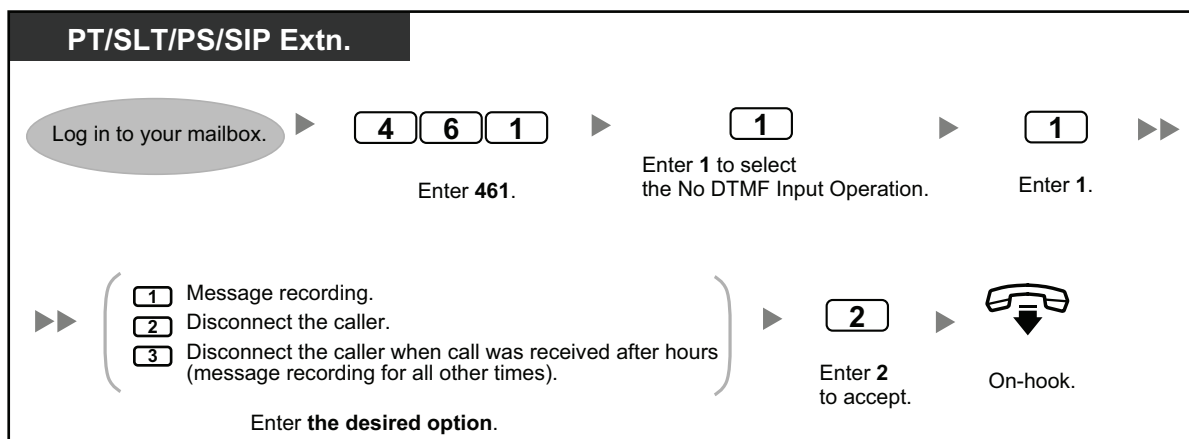 PT/SLT/PS/SIP Extn.
Log in to your mailbox.
4 6 1
Enter 461.
1
Enter 1 to select
the No DTMF Input Operation.
1
Enter 1.
1 Message recording.
2 Disconnect the caller.
3 Disconnect the caller when call was received after hours
(message recording for all other times).
Enter the desired option.
2
Enter 2
to accept.
On-hook.